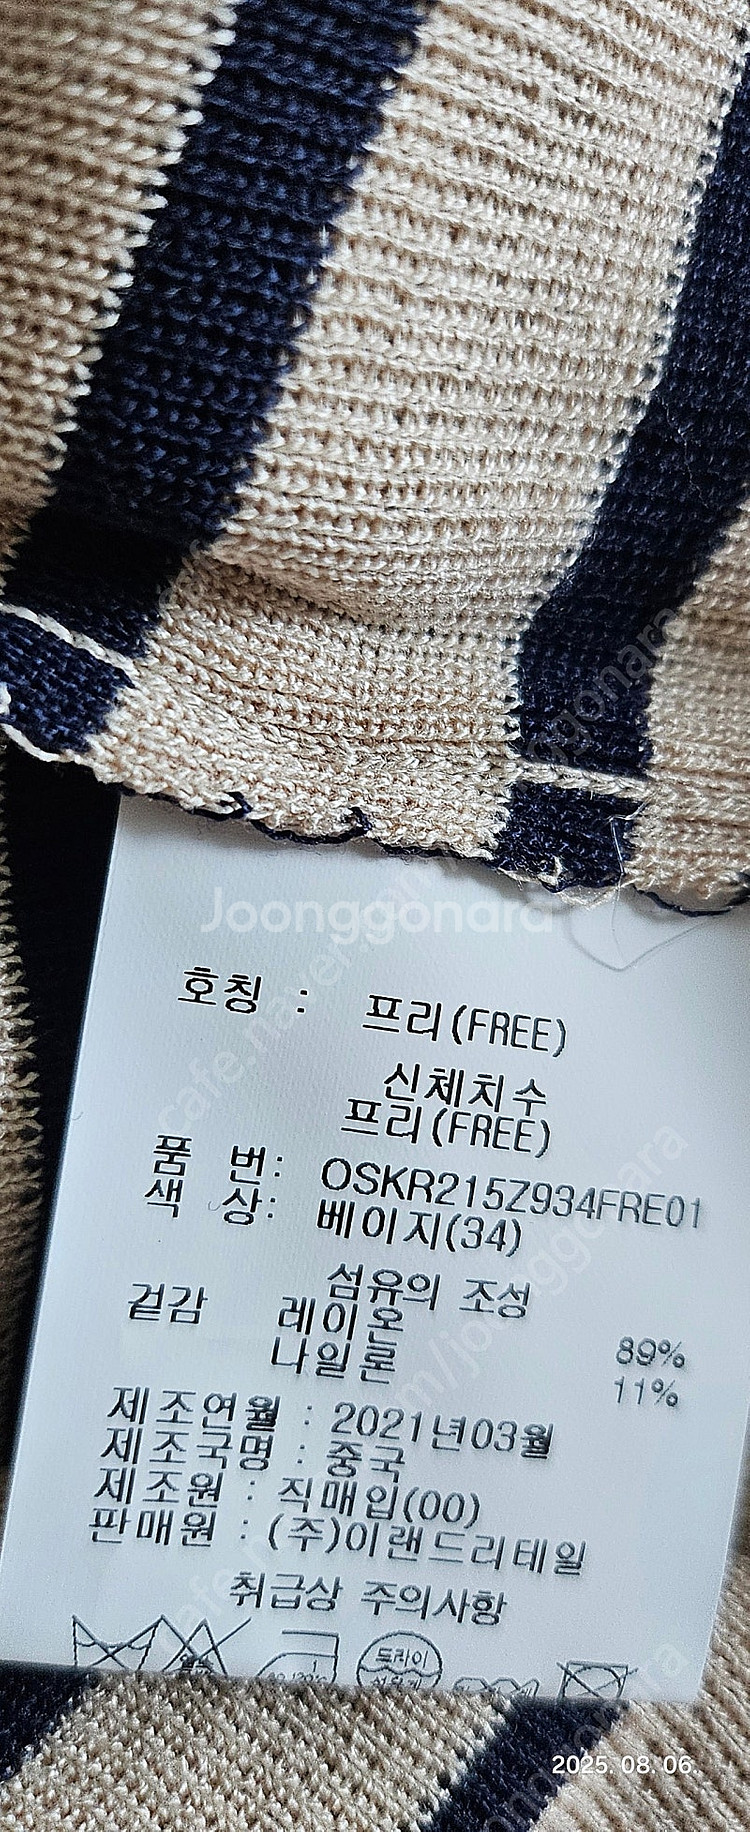 Joonggonara
호칭 : 프리(FREE)
신체치수
프리(FREE)
품 번: OSKR215Z934FRE01
색 상: 베이지(34)
섬유의 조성
겉감 레이온 89%
나일론 11%
제조연월 : 2021년03월
제조국명 : 중국
제조원 : 직매입(00)
판매원 : (주)이랜드리테일
취급상 주의사항
드라이
2025. 08. 06.